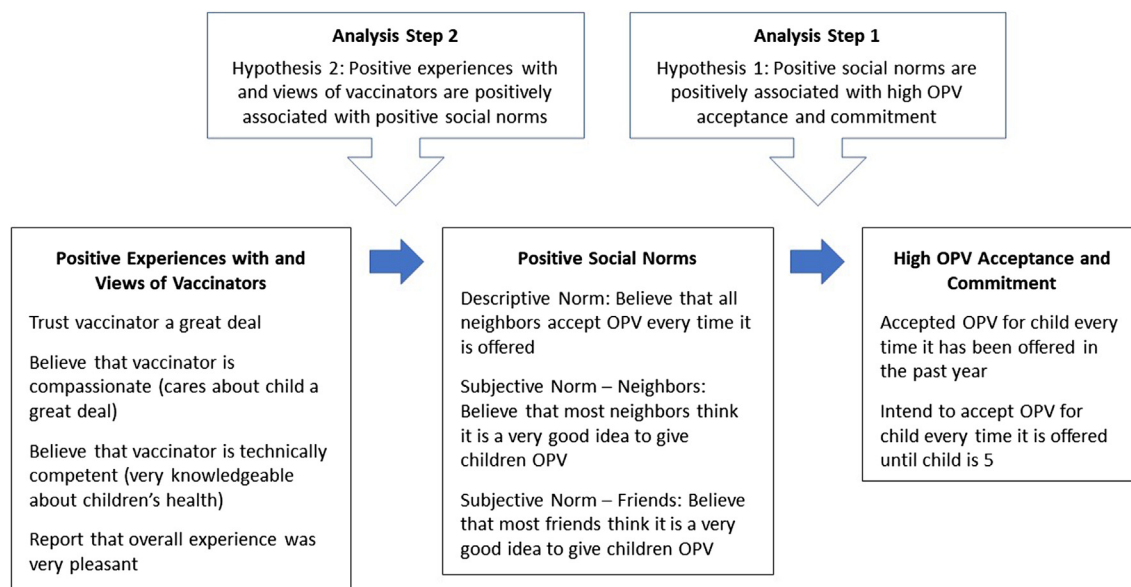 Analysis Step 2
Hypothesis 2: Positive experiences with
and views of vaccinators are positively
associated with positive social norms
Analysis Step 1
Hypothesis 1: Positive social norms are
positively associated with high OPV
acceptance and commitment
Positive Experiences with and
Views of Vaccinators
Trust vaccinator a great deal
Believe that vaccinator is
compassionate (cares about child a
great deal)
Believe that vaccinator is technically
competent (very knowledgeable
about children’s health)
Report that overall experience was
very pleasant
Positive Social Norms
Descriptive Norm: Believe that all
neighbors accept OPV every time it
is offered
Subjective Norm – Neighbors:
Believe that most neighbors think
it is a very good idea to give
children OPV
Subjective Norm – Friends: Believe
that most friends think it is a very
good idea to give children OPV
High OPV Acceptance and
Commitment
Accepted OPV for child every
time it has been offered in
the past year
Intend to accept OPV for
child every time it is offered
until child is 5